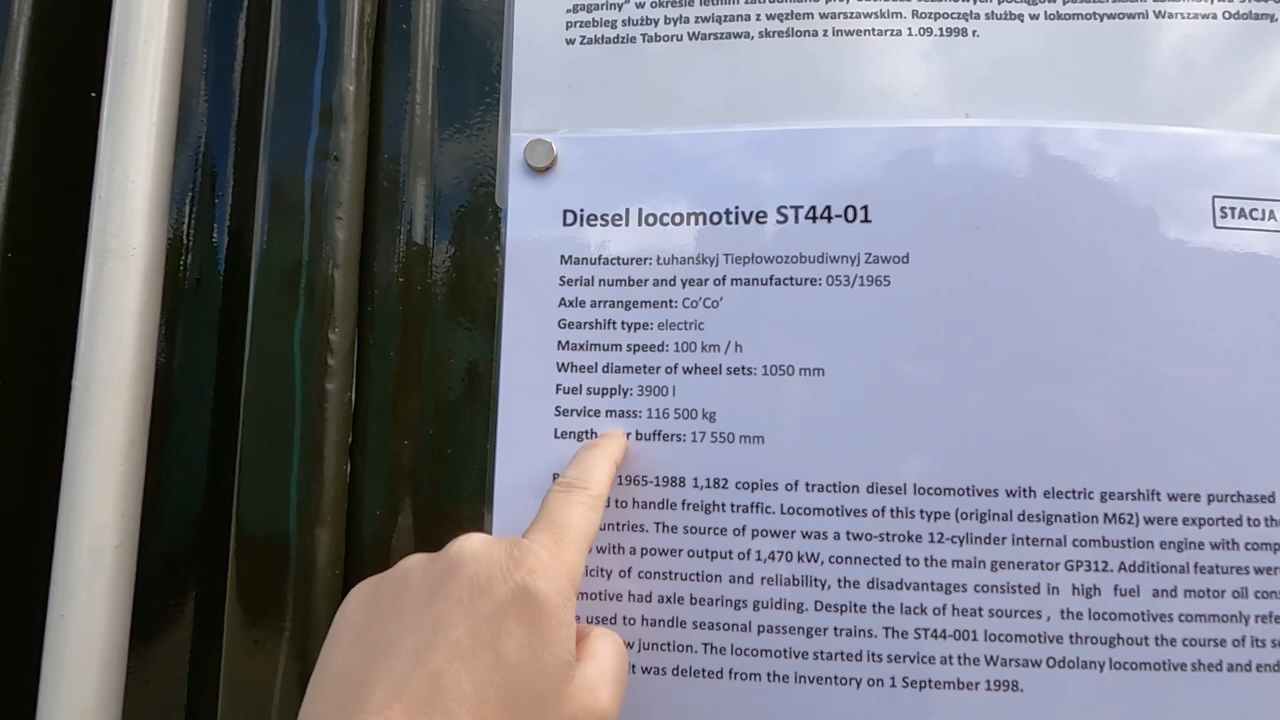 „gagariny" w okresie letnim zatrudniano przy obsłudze sezonowych pociągów pasażerskich.
przebieg służby była związana z węzłem warszawskim. Rozpoczęła służbę w lokomotywowni Warszawa Odolany,
w Zakładzie Taboru Warszawa, skreślona z inwentarza 1.09.1998 r.
Diesel locomotive ST44-01
STACJA
Manufacturer: Łuhanśkyj Tiepłowozobudiwnyj Zawod
Serial number and year of manufacture: 053/1965
Axle arrangement: Co’Co’
Gearshift type: electric
Maximum speed: 100 km / h
Wheel diameter of wheel sets: 1050 mm
Fuel supply: 3900 l
Service mass: 116 500 kg
Length buffers: 17 550 mm
1965-1988 1,182 copies of traction diesel locomotives with electric gearshift were purchased
to handle freight traffic. Locomotives of this type (original designation M62) were exported to
The source of power was a two-stroke 12-cylinder internal combustion engine with
with a power output of 1,470 kW, connected to the main generator GP312. Additional features
of construction and reliability, the disadvantages consisted in high fuel and motor oil
had axle bearings guiding. Despite the lack of heat sources , the locomotives commonly
used to handle seasonal passenger trains. The ST44-001 locomotive throughout the course of its
junction. The locomotive started its service at the Warsaw Odolany locomotive shed and
It was deleted from the inventory on 1 September 1998.